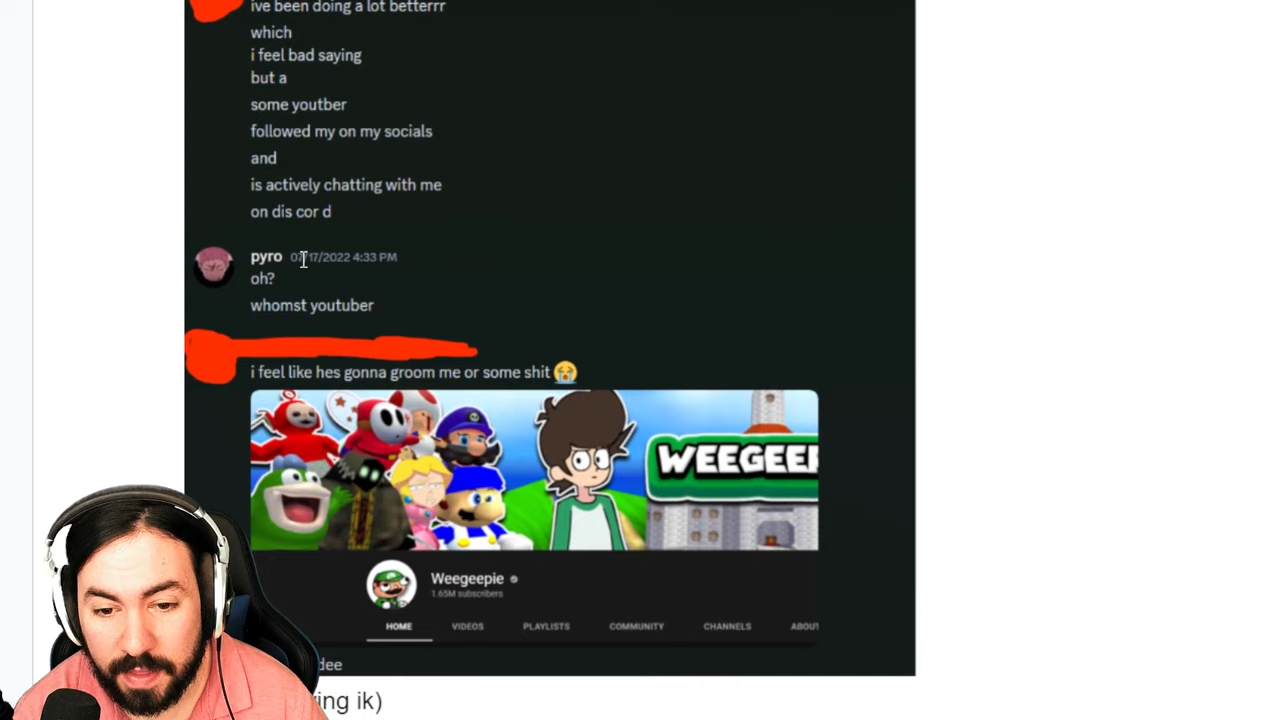 ive been doing a lot betterrr
which
i feel bad saying
but a
some youtber
followed my on my socials
and
is actively chatting with me
on dis cor d
pyro 07/17/2022 4:33 PM
oh?
whomst youtuber
i feel like hes gonna groom me or some shit 😭
WEEGEEP
Weegeepie
1.65M subscribers
HOME VIDEOS PLAYLISTS COMMUNITY CHANNELS ABOU
dee
ik)